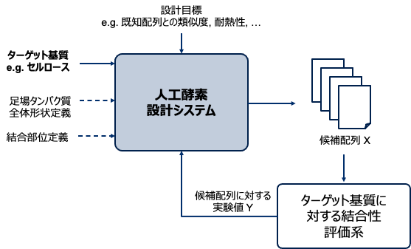 設計目標
e.g. 既知配列との類似度, 耐熱性, …
ターゲット基質
e.g. セルロース
足場タンパク質
全体形状定義
結合部位定義
人工酵素
設計システム
候補配列 X
候補配列に対する
実験値 Y
ターゲット基質に
対する結合性
評価系